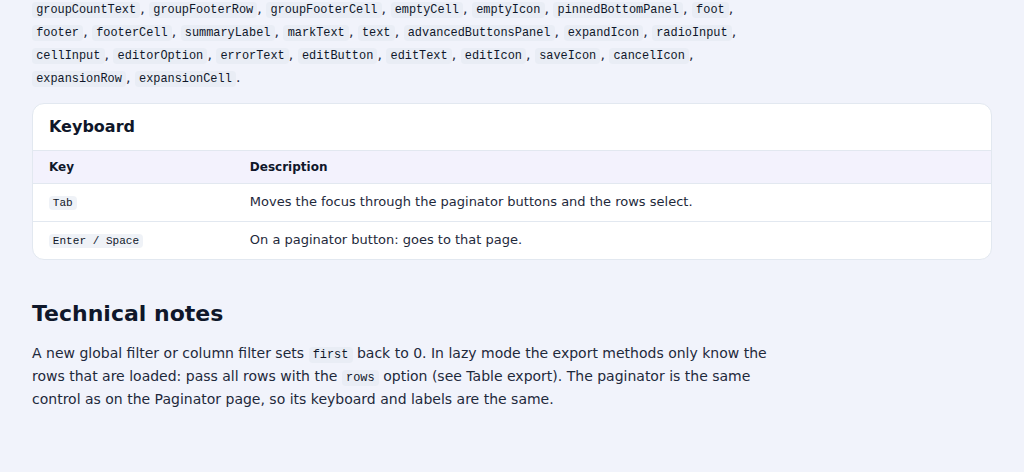 groupCountText, groupFooterRow, groupFooterCell, emptyCell, emptyIcon, pinnedBottomPanel, foot,
footer, footerCell, summaryLabel, markText, text, advancedButtonsPanel, expandIcon, radioInput,
cellInput, editorOption, errorText, editButton, editText, editIcon, saveIcon, cancelIcon,
expansionRow, expansionCell.
Keyboard
Key Description
Tab Moves the focus through the paginator buttons and the rows select.
Enter / Space On a paginator button: goes to that page.
Technical notes
A new global filter or column filter sets first back to 0. In lazy mode the export methods only know the
rows that are loaded: pass all rows with the rows option (see Table export). The paginator is the same
control as on the Paginator page, so its keyboard and labels are the same.